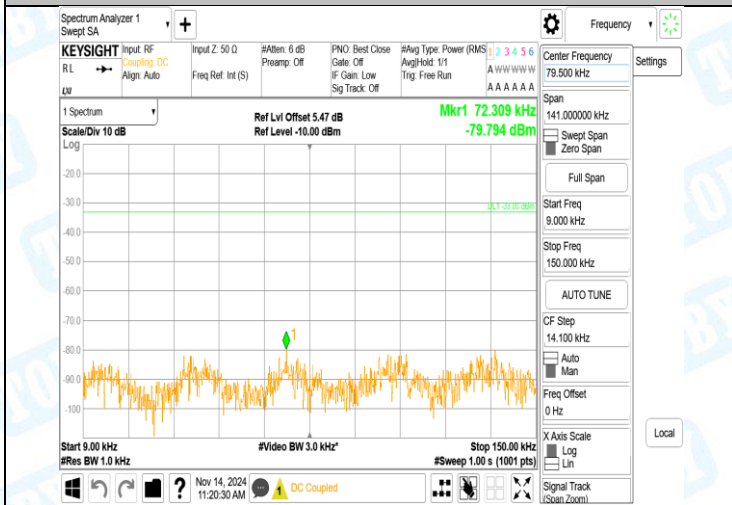 Spectrum Analyzer 1
Swept SA
+
Frequency
KEYSIGHT
RL
Input: RF
Coupling: DC
Align: Auto
Input Z: 50 Ω
Freq Ref: Int (S)
#Atten: 6 dB
Preamp: Off
PNO: Best Close
Gate: Off
IF Gain: Low
Sig Track: Off
#Avg Type: Power (RMS
Avg|Hold: 1/1
Trig: Free Run
1 2 3 4 5 6
A W W W W W
A A A A A A
Settings
Center Frequency
79.500 kHz
Span
141.000000 kHz
Swept Span
Zero Span
Full Span
Start Freq
9.000 kHz
Stop Freq
150.000 kHz
AUTO TUNE
CF Step
14.100 kHz
Auto
Man
Freq Offset
0 Hz
X Axis Scale
Log
Lin
Signal Track
(Span Zoom)
Local
1 Spectrum
Scale/Div 10 dB
Log
Ref Lvl Offset 5.47 dB
Ref Level -10.00 dBm
Mkr1 72.309 kHz
-79.794 dBm
DL1 -33.00 dBm
-20.0
-30.0
-40.0
-50.0
-60.0
-70.0
-80.0
-90.0
-100
1
Start 9.00 kHz
#Res BW 1.0 kHz
#Video BW 3.0 kHz*
Stop 150.00 kHz
#Sweep 1.00 s (1001 pts)
?
Nov 14, 2024
11:20:30 AM
1
DC Coupled